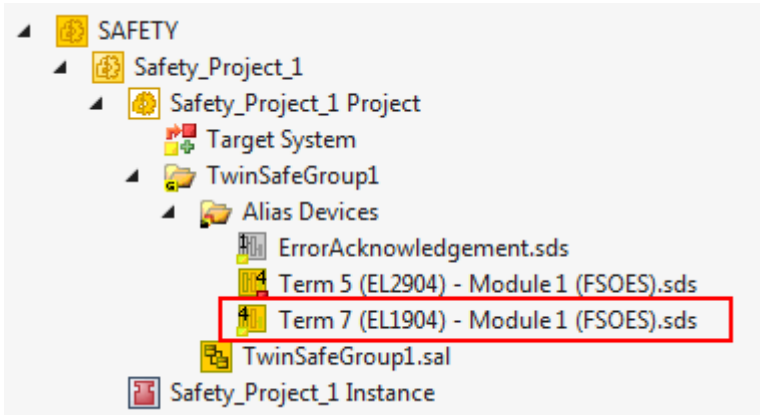 SAFETY
Safety_Project_1
Safety_Project_1 Project
Target System
TwinSafeGroup1
Alias Devices
ErrorAcknowledgement.sds
Term 5 (EL2904) - Module 1 (FSOES).sds
Term 7 (EL1904) - Module 1 (FSOES).sds
TwinSafeGroup1.sal
Safety_Project_1 Instance